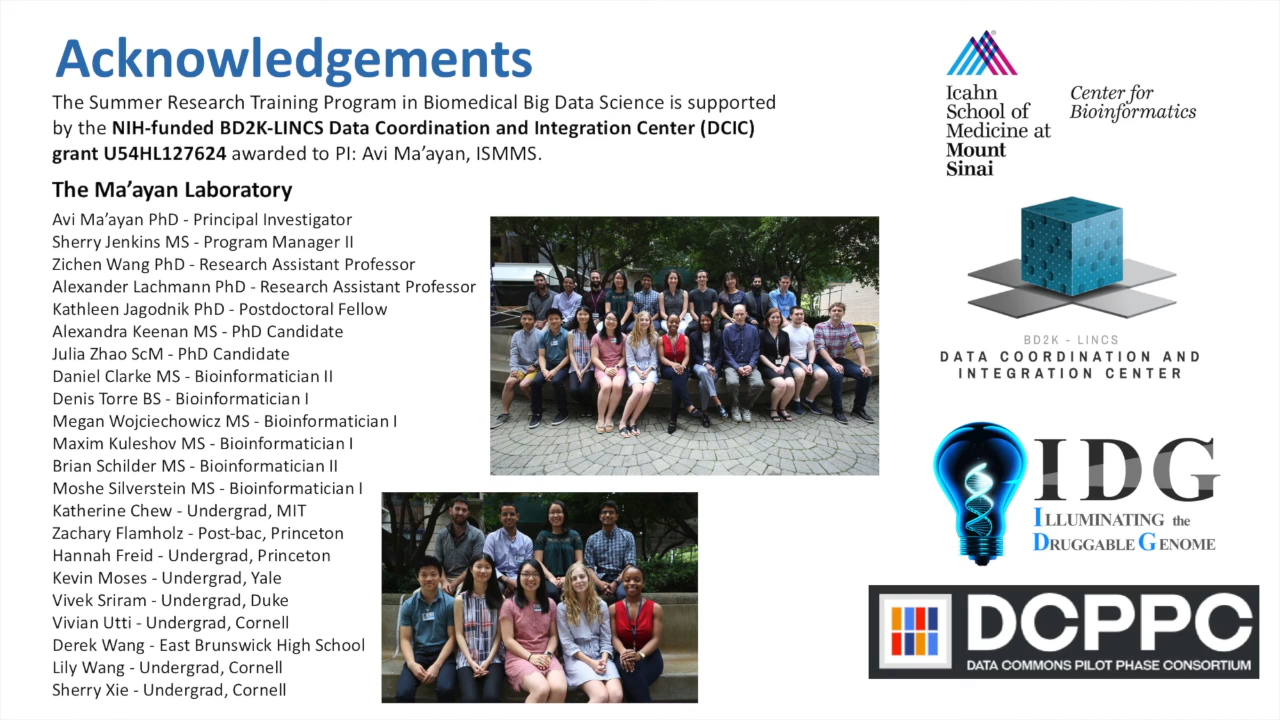 Acknowledgements
The Summer Research Training Program in Biomedical Big Data Science is supported
by the NIH-funded BD2K-LINCS Data Coordination and Integration Center (DCIC)
grant U54HL127624 awarded to PI: Avi Ma’ayan, ISMMS.
The Ma’ayan Laboratory
Avi Ma’ayan PhD - Principal Investigator
Sherry Jenkins MS - Program Manager II
Zichen Wang PhD - Research Assistant Professor
Alexander Lachmann PhD - Research Assistant Professor
Kathleen Jagodnik PhD - Postdoctoral Fellow
Alexandra Keenan MS - PhD Candidate
Julia Zhao ScM - PhD Candidate
Daniel Clarke MS - Bioinformatician II
Denis Torre BS - Bioinformatician I
Megan Wojciechowicz MS - Bioinformatician I
Maxim Kuleshov MS - Bioinformatician I
Brian Schilder MS - Bioinformatician II
Moshe Silverstein MS - Bioinformatician I
Katherine Chew - Undergrad, MIT
Zachary Flamholz - Post-bac, Princeton
Hannah Freid - Undergrad, Princeton
Kevin Moses - Undergrad, Yale
Vivek Sriram - Undergrad, Duke
Vivian Utti - Undergrad, Cornell
Derek Wang - East Brunswick High School
Lily Wang - Undergrad, Cornell
Sherry Xie - Undergrad, Cornell
Icahn
School of
Medicine at
Mount
Sinai
Center for
Bioinformatics
BD2K - LINCS
DATA COORDINATION AND
INTEGRATION CENTER
IDG
ILLUMINATING the
DRUGGABLE GENOME
DCPPC
DATA COMMONS PILOT PHASE CONSORTIUM